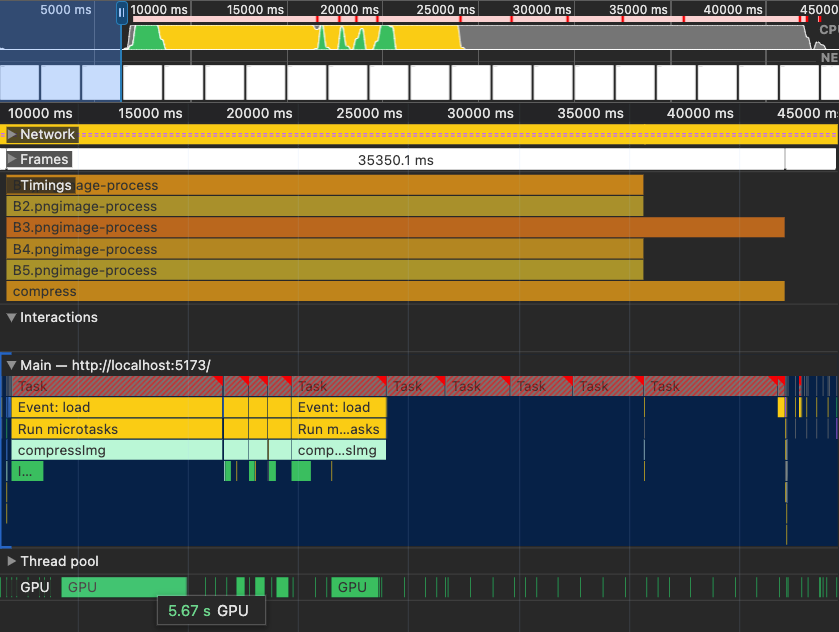 5000 ms 10000 ms 15000 ms 20000 ms 25000 ms 30000 ms 35000 ms 40000 ms 45000
CPU
NE
10000 ms 15000 ms 20000 ms 25000 ms 30000 ms 35000 ms 40000 ms 45000 m
Network
Frames 35350.1 ms
Timings age-process
B2.pngimage-process
B3.pngimage-process
B4.pngimage-process
B5.pngimage-process
compress
Interactions
Main — http://localhost:5173/
Task Task Task Task Task Task Task
Event: load Event: load
Run microtasks Run m...asks
compressImg comp...sImg
I...
Thread pool
GPU GPU GPU
5.67 s GPU